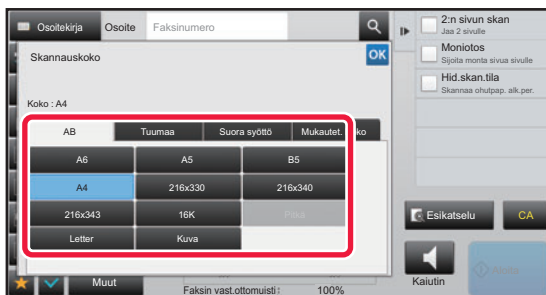 Osoitekirja Osoite Faksinumero
Skannauskoko OK
Koko : A4
AB Tuumaa Suora syöttö Mukautet. ko
A6 A5 B5
A4 216x330 216x340
216x343 16K Pitkä
Letter Kuva
Muut
Faksin vast.ottomuisti: 100%
2:n sivun skan
Jaa 2 sivulle
Moniotos
Sijoita monta sivua sivulle
Hid.skan.tila
Skannaa ohutpap. alk.per.
Esikatselu CA
Kaiutin